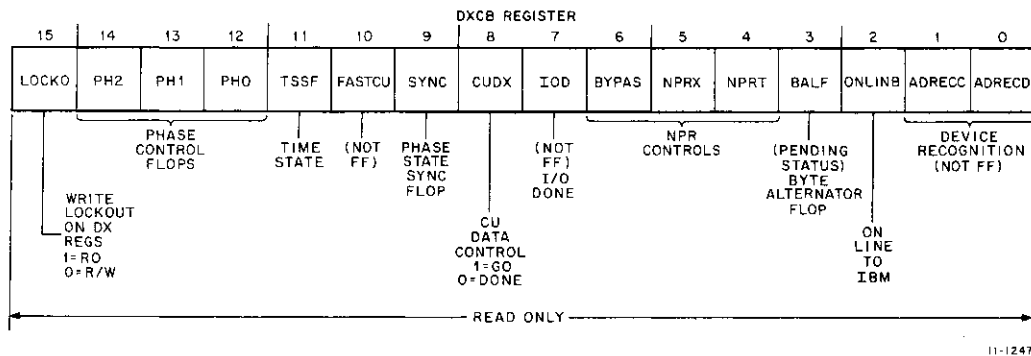 DXCB REGISTER
15 14 13 12 11 10 9 8 7 6 5 4 3 2 1 0
LOCKO PH2 PH1 PH0 TSSF FASTCU SYNC CUDX IOD BYPAS NPRX NPRT BALF ONLINB ADRECC ADRECD
PHASE
CONTROL
FLOPS
TIME
STATE
(NOT
FF)
PHASE
STATE
SYNC
FLOP
(NOT
FF)
I/O
DONE
NPR
CONTROLS
(PENDING
STATUS)
BYTE
ALTERNATOR
FLOP
DEVICE
RECOGNITION
(NOT FF)
WRITE
LOCKOUT
ON DX
REGS
1=RO
0=R/W
CU
DATA
CONTROL
1=GO
0=DONE
ON
LINE
TO
IBM
READ ONLY
11-1247